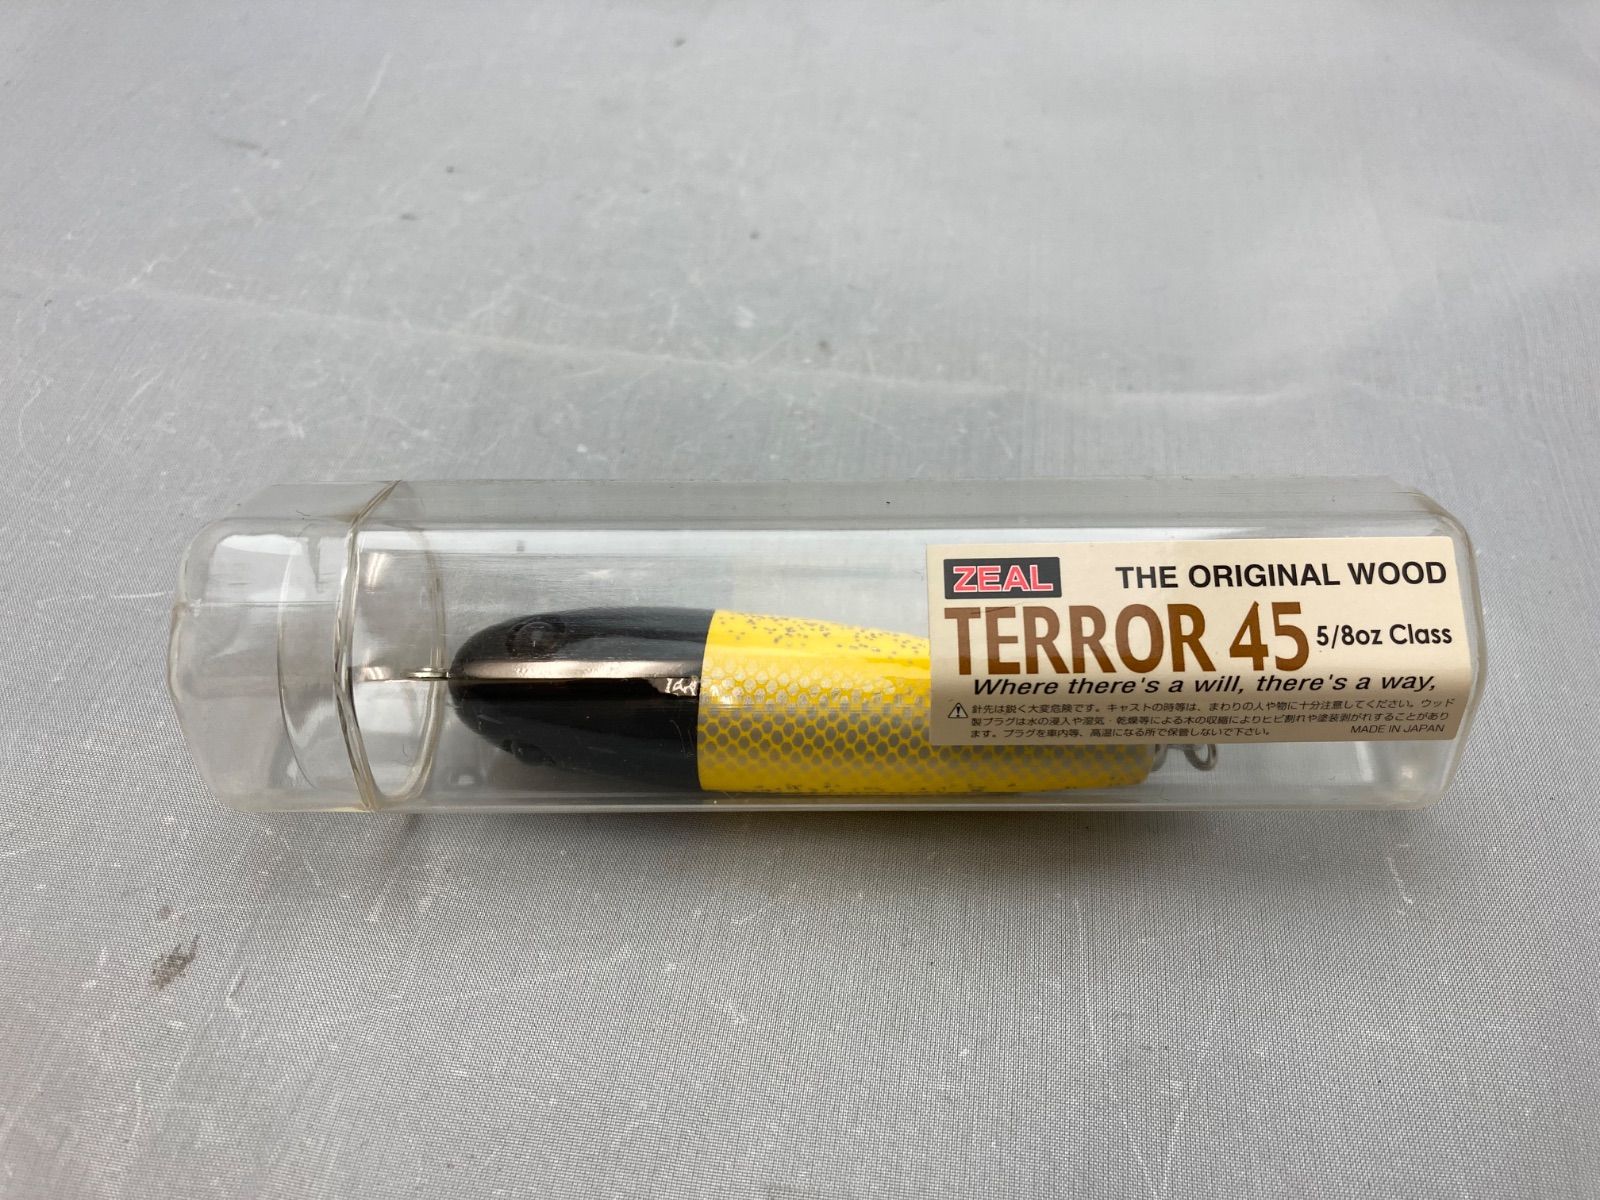 ZEAL THE ORIGINAL WOOD
TERROR 45 5/8oz Class
Where there's a will, there's a way,
⚠ 針先は鋭く大変危険です。キャストの時等は、まわりの人や物に十分注意してください。ウッド
製プラグは水の浸入や湿気・乾燥等による木の収縮によりヒビ割れや塗装剥がれすることがあり
ます。プラグを車内等、高温になる所で保管しないで下さい。
MADE IN JAPAN